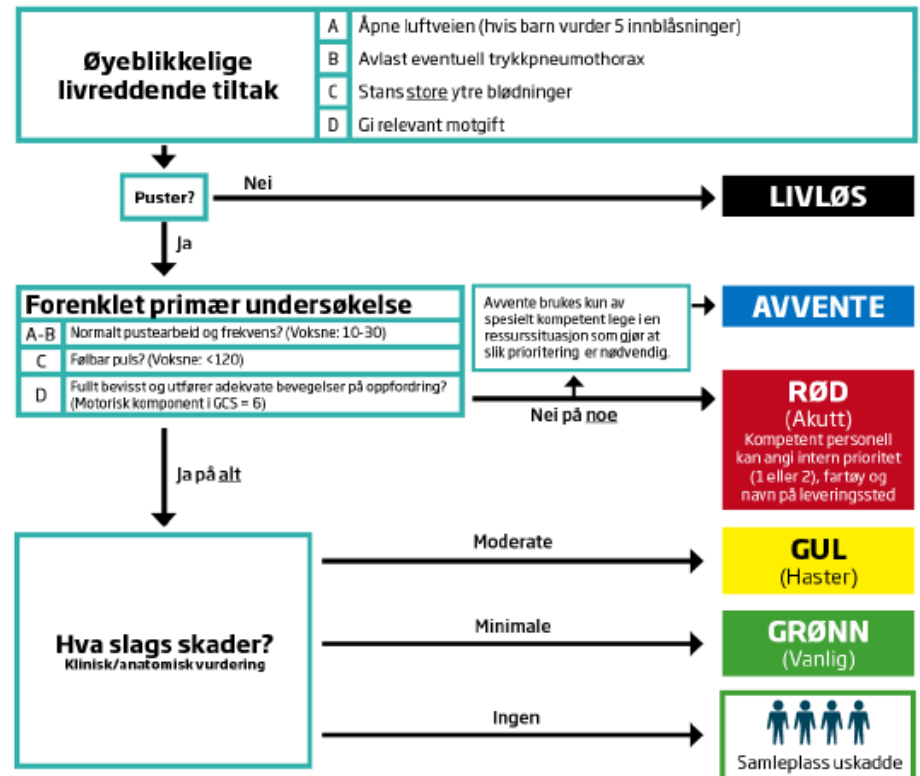 Øyeblikkelige
livreddende tiltak
A Åpne luftveien (hvis barn vurder 5 innblåsninger)
B Avlast eventuell trykkpneumothorax
C Stans store ytre blødninger
D Gi relevant motgift
Puster?
Nei
LIVLØS
Ja
Forenklet primær undersøkelse
A-B Normalt pustearbeid og frekvens? (Voksne: 10-30)
C Følbar puls? (Voksne: <120)
D Fullt bevisst og utfører adekvate bevegelser på oppfordring?
(Motorisk komponent i GCS = 6)
Avvente brukes kun av
spesielt kompetent lege i en
ressurssituasjon som gjør at
slik prioritering er nødvendig.
AVVENTE
Nei på noe
RØD
(Akutt)
Kompetent personell
kan angi intern prioritet
(1 eller 2), fartøy og
navn på leveringssted
Ja på alt
Hva slags skader?
Klinisk/anatomisk vurdering
Moderate
GUL
(Haster)
Minimale
GRØNN
(Vanlig)
Ingen
Samleplass uskadde